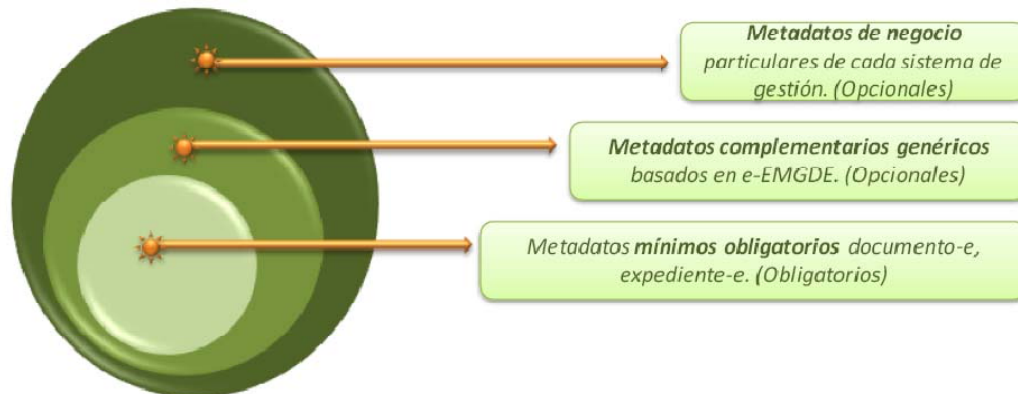 Metadatos de negocio
particulares de cada sistema de
gestión. (Opcionales)
Metadatos complementarios genéricos
basados en e-EMGDE. (Opcionales)
Metadatos mínimos obligatorios documento-e,
expediente-e. (Obligatorios)